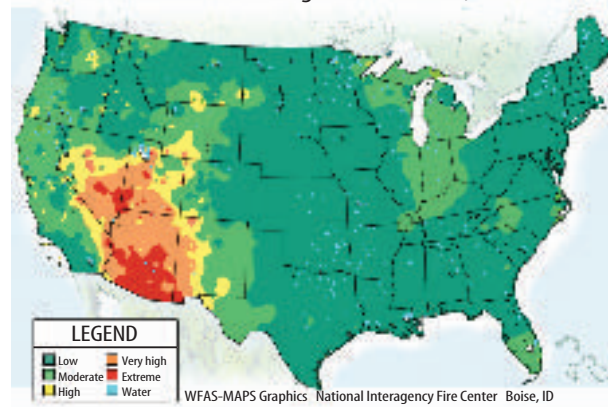 LEGEND
Low
Moderate
High
Very high
Extreme
Water
WFAS-MAPS Graphics National Interagency Fire Center Boise, ID